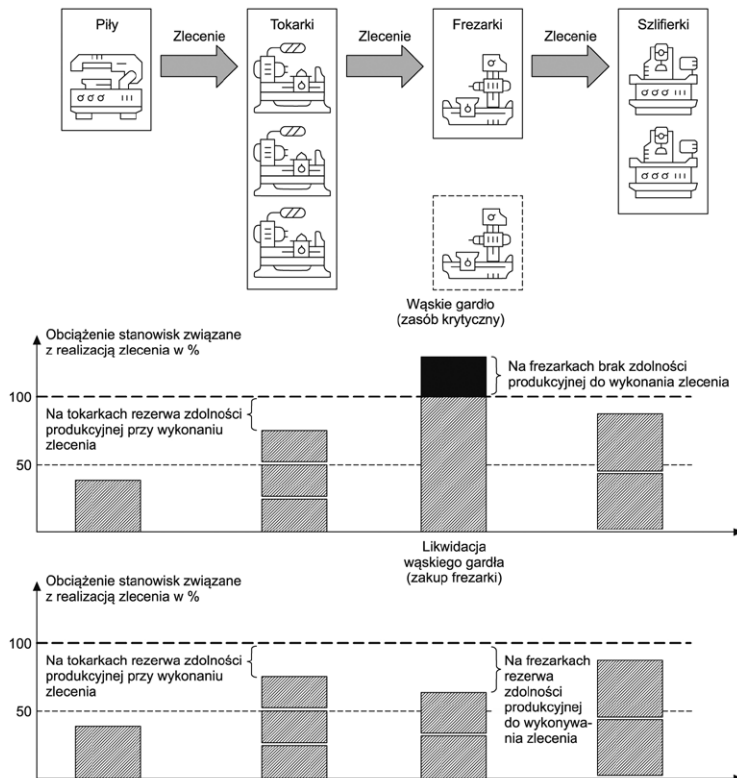 Piły
Zlecenie
Tokarki
Zlecenie
Frezarki
Zlecenie
Szlifierki
Wąskie gardło
(zasób krytyczny)
Obciążenie stanowisk związane
z realizacją zlecenia w %
Na frezarkach brak zdolności
produkcyjnej do wykonania zlecenia
100
Na tokarkach rezerwa zdolności
produkcyjnej przy wykonaniu
zlecenia
50
Likwidacja
wąskiego gardła
(zakup frezarki)
Obciążenie stanowisk związane
z realizacją zlecenia w %
100
Na tokarkach rezerwa zdolności
produkcyjnej przy wykonaniu
zlecenia
Na frezarkach
rezerwa
zdolności
produkcyjnej
do wykonywa-
nia zlecenia
50